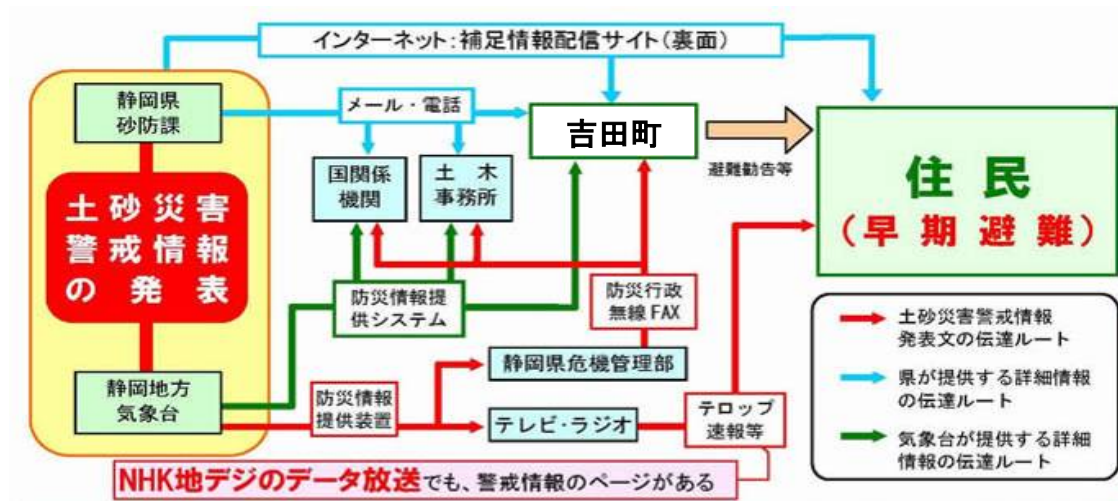 インターネット：補足情報配信サイト（裏面）
静岡県
砂防課
メール・電話
吉田町
避難勧告等
住民
（早期避難）
国関係
機関
土木
事務所
土砂災害
警戒情報
の発表
防災情報提
供システム
防災行政
無線FAX
静岡県危機管理部
静岡地方
気象台
防災情報
提供装置
テレビ・ラジオ
テロップ
速報等
NHK地デジのデータ放送でも、警戒情報のページがある
土砂災害警戒情報
発表文の伝達ルート
県が提供する詳細情報
の伝達ルート
気象台が提供する詳細
情報の伝達ルート